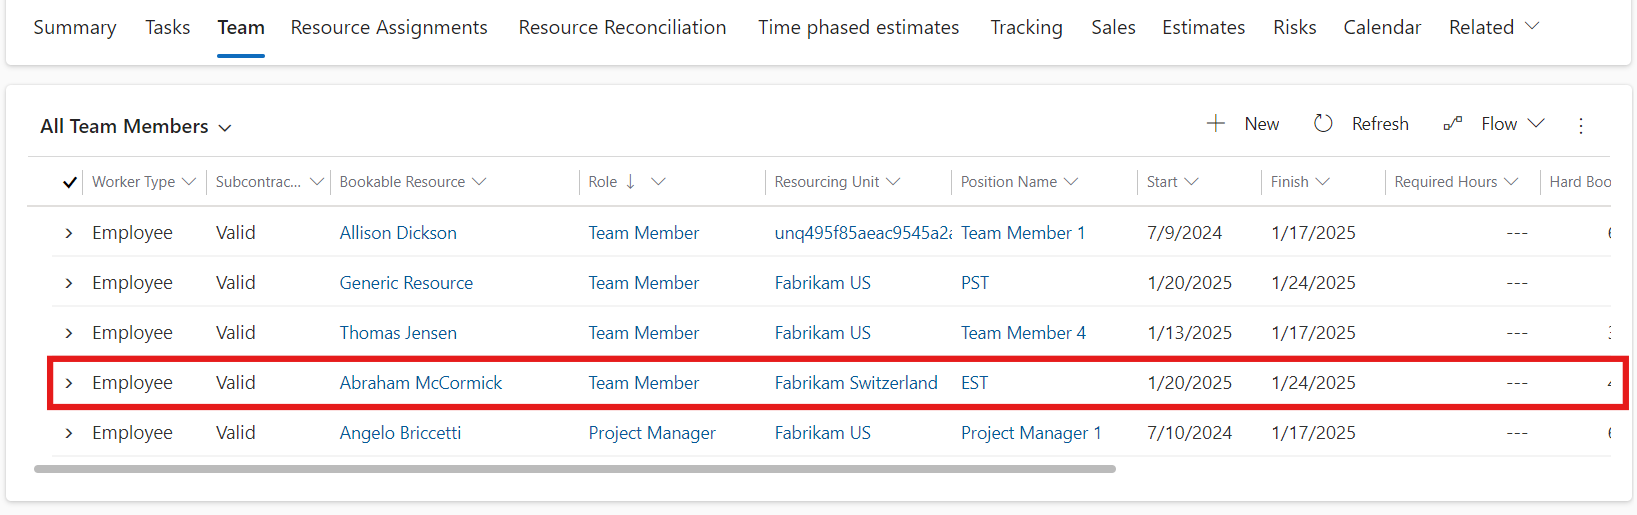 Summary Tasks Team Resource Assignments Resource Reconciliation Time phased estimates Tracking Sales Estimates Risks Calendar Related
All Team Members New Refresh Flow
Worker Type Subcontrac... Bookable Resource Role Resourcing Unit Position Name Start Finish Required Hours Hard Boo
Employee Valid Allison Dickson Team Member unq495f85aeac9545a2a Team Member 1 7/9/2024 1/17/2025 ---
Employee Valid Generic Resource Team Member Fabrikam US PST 1/20/2025 1/24/2025 ---
Employee Valid Thomas Jensen Team Member Fabrikam US Team Member 4 1/13/2025 1/17/2025 ---
Employee Valid Abraham McCormick Team Member Fabrikam Switzerland EST 1/20/2025 1/24/2025 ---
Employee Valid Angelo Briccetti Project Manager Fabrikam US Project Manager 1 7/10/2024 1/17/2025 ---